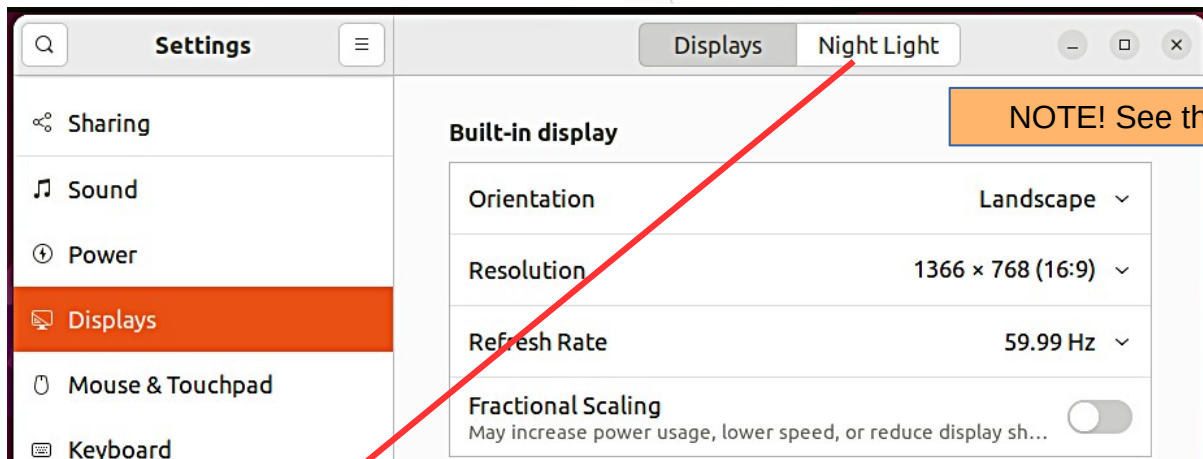 Settings
Displays Night Light
NOTE! See th
Sharing
Sound
Power
Displays
Mouse & Touchpad
Keyboard
Built-in display
Orientation Landscape
Resolution 1366 × 768 (16:9)
Refresh Rate 59.99 Hz
Fractional Scaling
May increase power usage, lower speed, or reduce display sh...